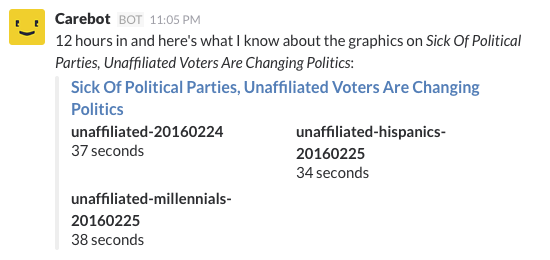 Carebot BOT 11:05 PM
12 hours in and here's what I know about the graphics on Sick Of Political
Parties, Unaffiliated Voters Are Changing Politics:
Sick Of Political Parties, Unaffiliated Voters Are Changing
Politics
unaffiliated-20160224
37 seconds
unaffiliated-hispanics-
20160225
34 seconds
unaffiliated-millennials-
20160225
38 seconds